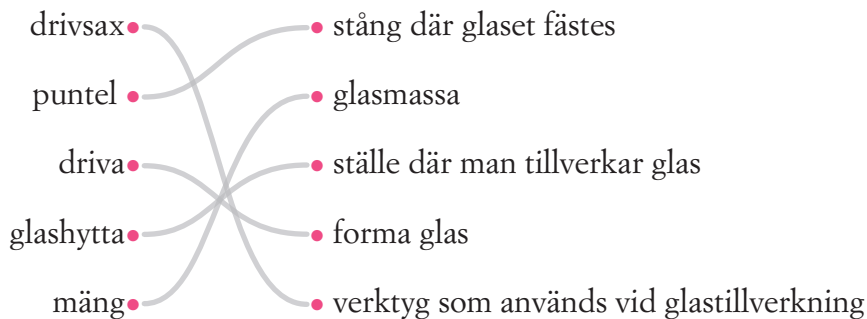 drivsax stång där glaset fästes
puntel glasmassa
driva ställe där man tillverkar glas
glashytta forma glas
mäng verktyg som används vid glastillverkning